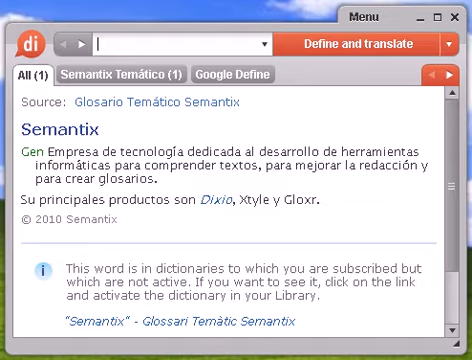 Menu
di
Define and translate
All (1)
Semantix Temático (1)
Google Define
Source: Glosario Temático Semantix
Semantix
Gen Empresa de tecnología dedicada al desarrollo de herramientas
informáticas para comprender textos, para mejorar la redacción y
para crear glosarios.
Su principales productos son Dixio, Xtyle y Gloxr.
© 2010 Semantix
i
This word is in dictionaries to which you are subscribed but
which are not active. If you want to see it, click on the link
and activate the dictionary in your Library.
"Semantix" - Glossari Temàtic Semantix